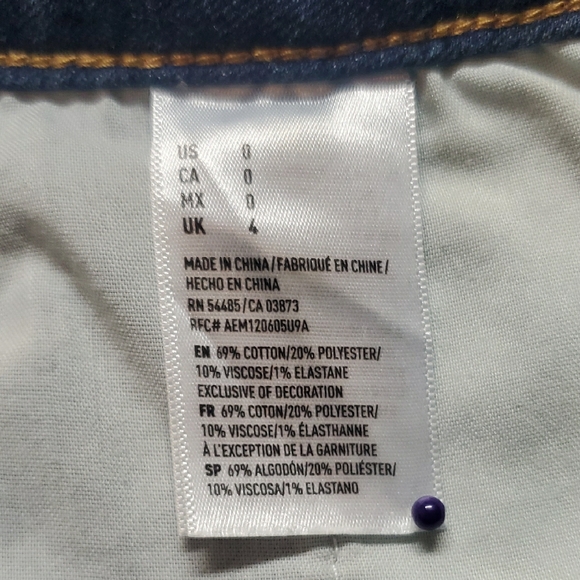 US 0
CA 0
MX 0
UK 4
MADE IN CHINA/FABRIQUÉ EN CHINE/
HECHO EN CHINA
RN 54485/CA 03873
RFC# AEM120605U9A
EN 69% COTTON/20% POLYESTER/
10% VISCOSE/1% ELASTANE
EXCLUSIVE OF DECORATION
FR 69% COTON/20% POLYESTER/
10% VISCOSE/1% ÉLASTHANNE
À L'EXCEPTION DE LA GARNITURE
SP 69% ALGODÓN/20% POLIÉSTER/
10% VISCOSA/1% ELASTANO